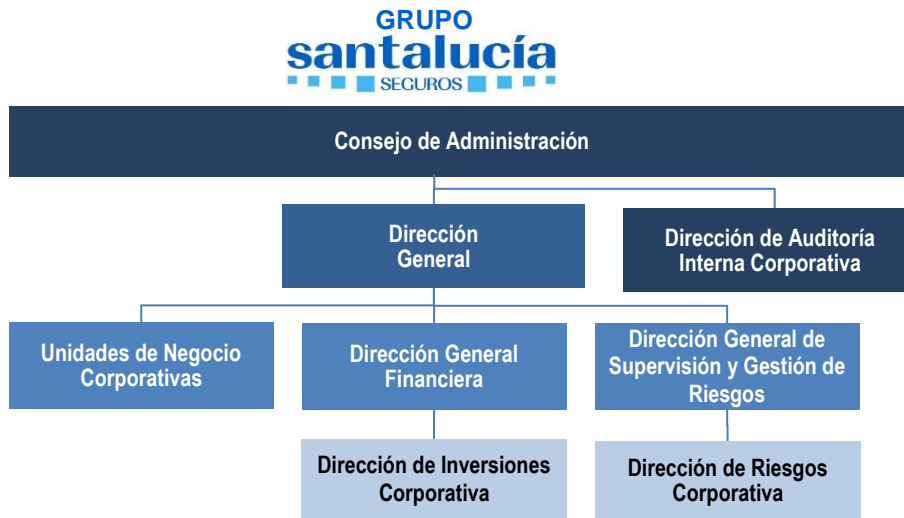 GRUPO
santalucía
SEGUROS
Consejo de Administración
Dirección
General
Dirección de Auditoría
Interna Corporativa
Unidades de Negocio
Corporativas
Dirección General
Financiera
Dirección General de
Supervisión y Gestión de
Riesgos
Dirección de Inversiones
Corporativa
Dirección de Riesgos
Corporativa